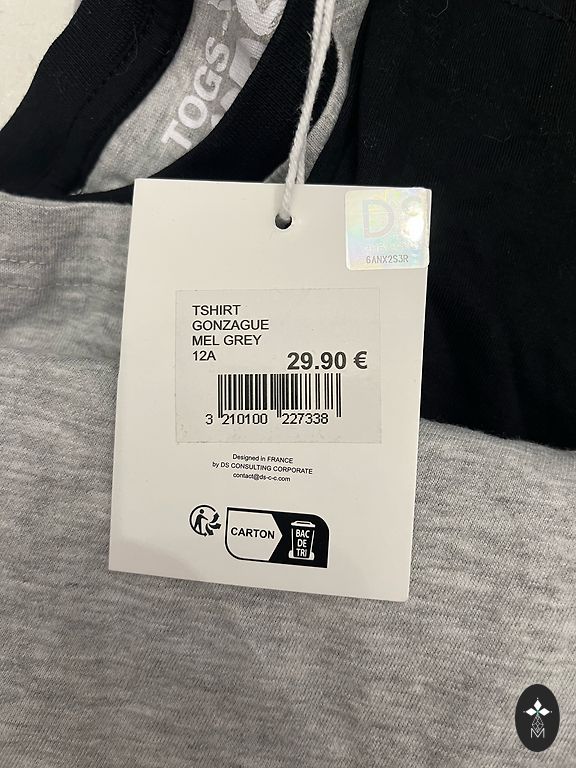 TOGS
DS
6ANX2S3R
TSHIRT
GONZAGUE
MEL GREY
12A
29.90 €
3 210100 227338
Designed in FRANCE
by DS CONSULTING CORPORATE
contact@ds-c-c.com
CARTON
BAC
DE
TRI
M